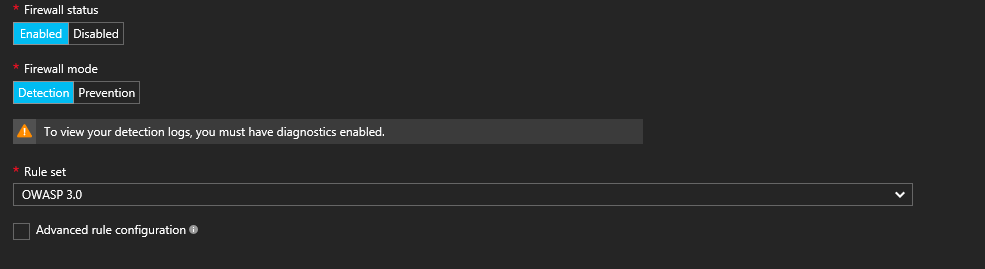 * Firewall status
Enabled Disabled
* Firewall mode
Detection Prevention
To view your detection logs, you must have diagnostics enabled.
* Rule set
OWASP 3.0
Advanced rule configuration